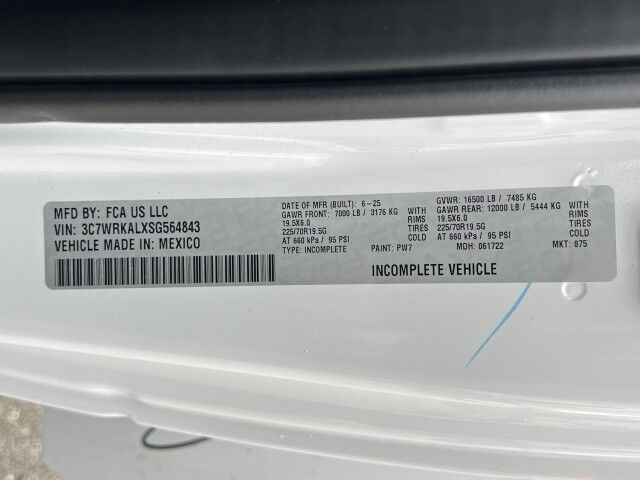 MFD BY: FCA US LLC
VIN: 3C7WRKALXSG564843
VEHICLE MADE IN: MEXICO
DATE OF MFR (BUILT): 6-25 GVWR: 16500 LB / 7485 KG
GAWR FRONT: 7000 LB / 3176 KG WITH GAWR REAR: 12000 LB / 5444 KG WITH
19.5X6.0 RIMS 19.5X6.0 RIMS
225/70R19.5G TIRES 225/70R19.5G TIRES
AT 660 kPa / 95 PSI COLD AT 660 kPa / 95 PSI COLD
TYPE: INCOMPLETE PAINT: PW7 MDH: 061722 MKT: 875
INCOMPLETE VEHICLE